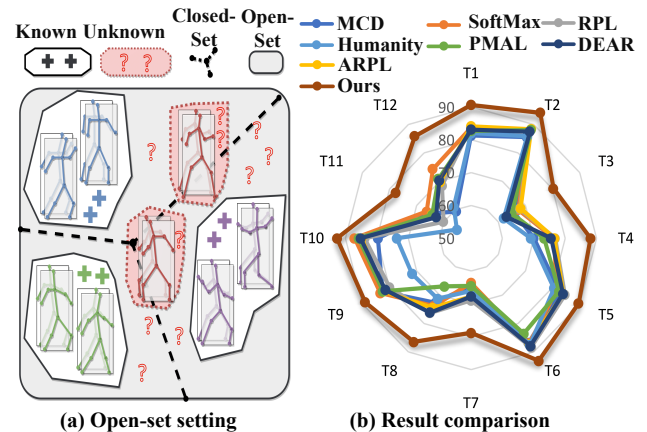 Known Unknown
Closed-
Set
Open-
Set
? ?
?
?
?
?
?
?
?
?
?
?
?
?
(a) Open-set setting
MCD
SoftMax
RPL
Humanity
PMAL
DEAR
ARPL
Ours
T1
T2
T3
T4
T5
T6
T7
T8
T9
T10
T11
T12
90
80
70
60
50
(b) Result comparison